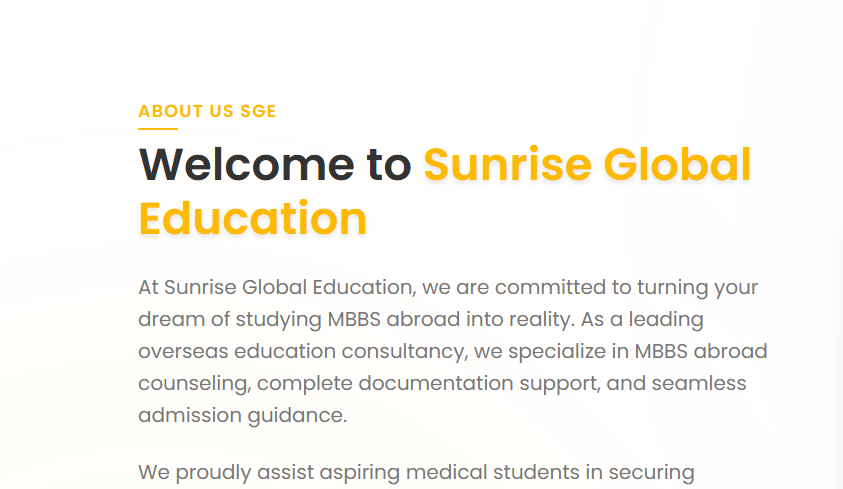 ABOUT US SGE
Welcome to Sunrise Global
Education
At Sunrise Global Education, we are committed to turning your
dream of studying MBBS abroad into reality. As a leading
overseas education consultancy, we specialize in MBBS abroad
counseling, complete documentation support, and seamless
admission guidance.
We proudly assist aspiring medical students in securing